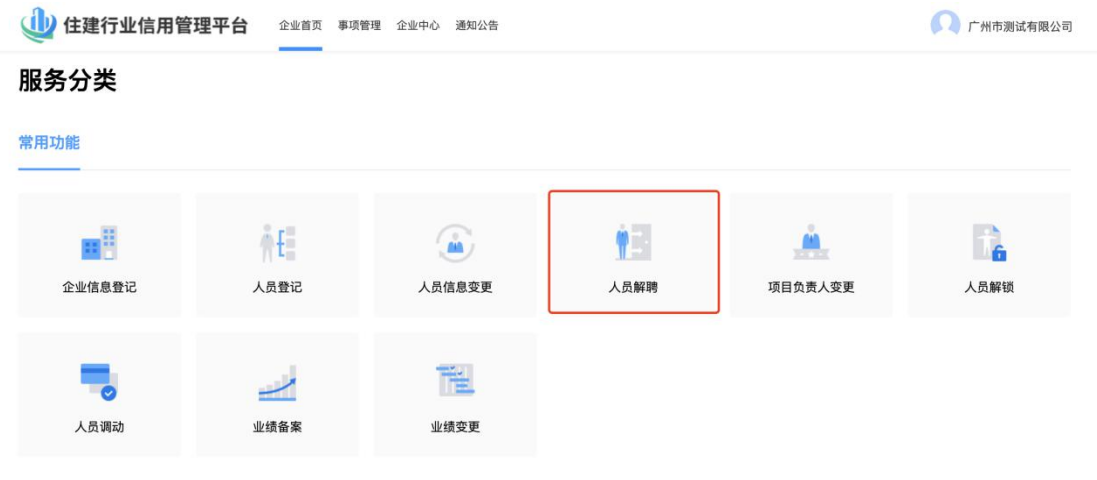 住建行业信用管理平台 企业首页 事项管理 企业中心 通知公告 广州市测试有限公司
服务分类
常用功能
企业信息登记 人员登记 人员信息变更 人员解聘 项目负责人变更 人员解锁
人员调动 业绩备案 业绩变更